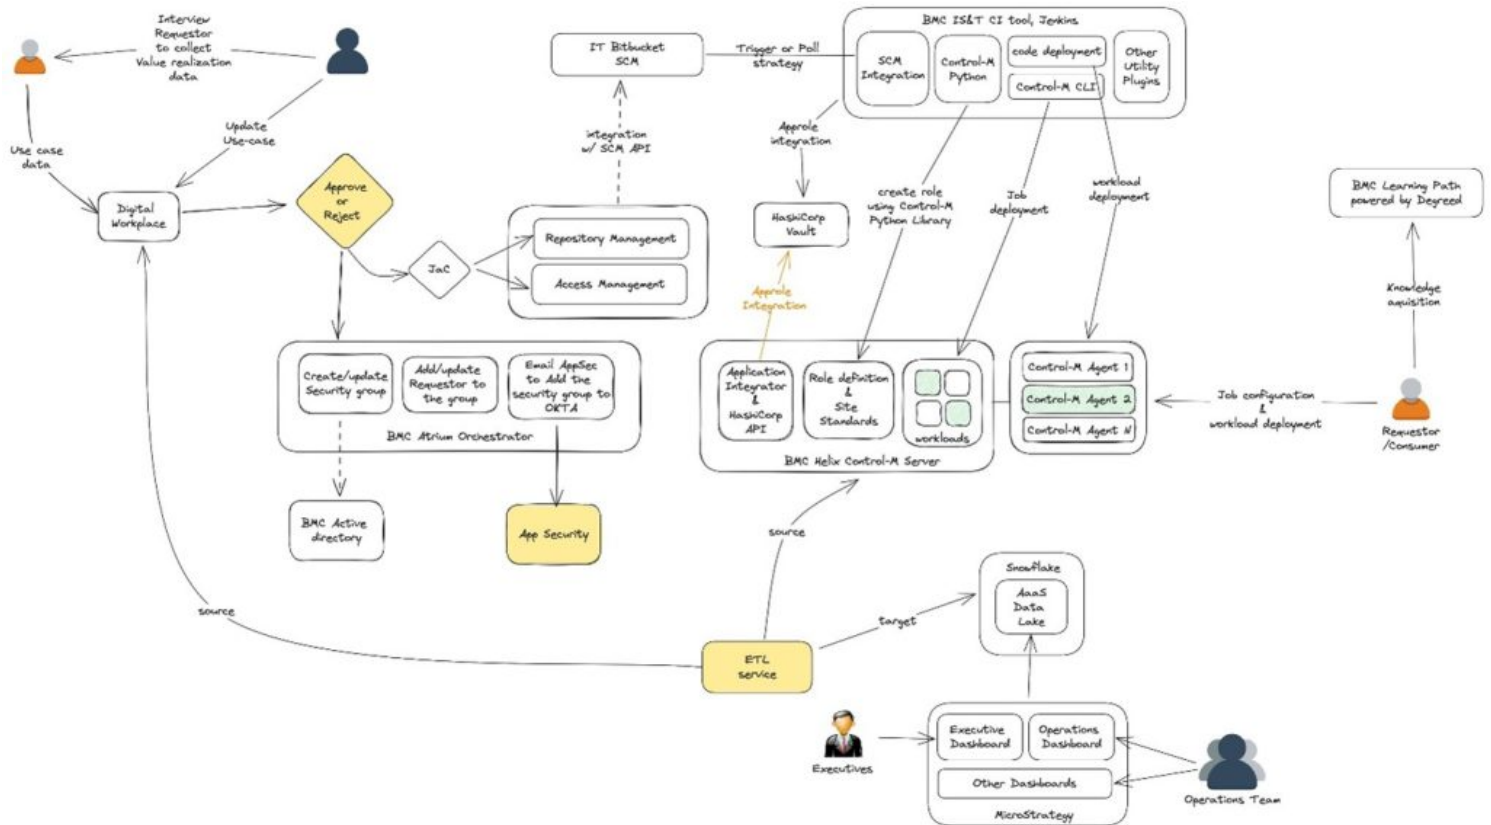 Interview
Requestor
to collect
Value realization
data
Use case
data
Update
Use-case
Digital
Workplace
Approve
or
Reject
JaC
IT Bitbucket
SCM
integration
w/ SCM API
Repository Management
Access Management
Trigger or Poll
strategy
BMC IS&T CI tool, Jenkins
SCM
Integration
Control-M
Python
code deployment
Control-M CLI
Other
Utility
Plugins
Approle
integration
HashiCorp
Vault
Approle
Integration
create role
using Control-M
Python Library
Job
deployment
workload
deployment
BMC Learning Path
powered by Degreed
Knowledge
aquisition
Create/update
Security group
Add/update
Requestor to
the group
Email AppSec
to Add the
security group to
OKTA
BMC Atrium Orchestrator
BMC Active
directory
App Security
Application
Integrator
&
HashiCorp
API
Role definition
&
Site
Standards
workloads
BMC Helix Control-M Server
Control-M Agent 1
Control-M Agent 2
Control-M Agent N
Job configuration
&
workload deployment
Requestor
/Consumer
source
source
target
ETL
service
Snowflake
AaaS
Data
Lake
Executives
Executive
Dashboard
Operations
Dashboard
Other Dashboards
MicroStrategy
Operations Team